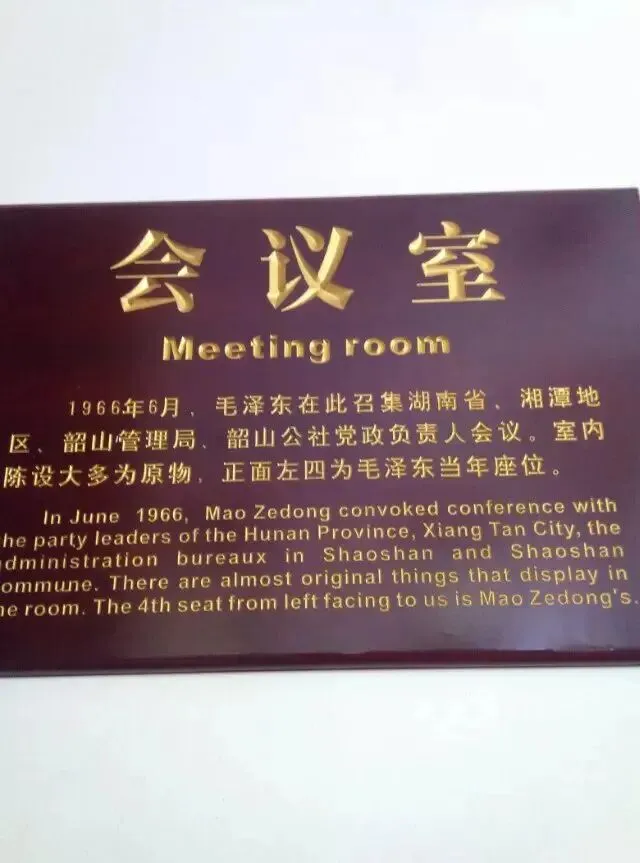 会议室
Meeting room
1966年6月，毛泽东在此召集湖南省、湘潭地
区、韶山管理局、韶山公社党政负责人会议。室内
陈设大多为原物，正面左四为毛泽东当年座位。
In June 1966, Mao Zedong convoked conference with
he party leaders of the Hunan Province, Xiang Tan City, the
dministration bureaux in Shaoshan and Shaoshan
ommune. There are almost original things that display in
he room. The 4th seat from left facing to us is Mao Zedong's.